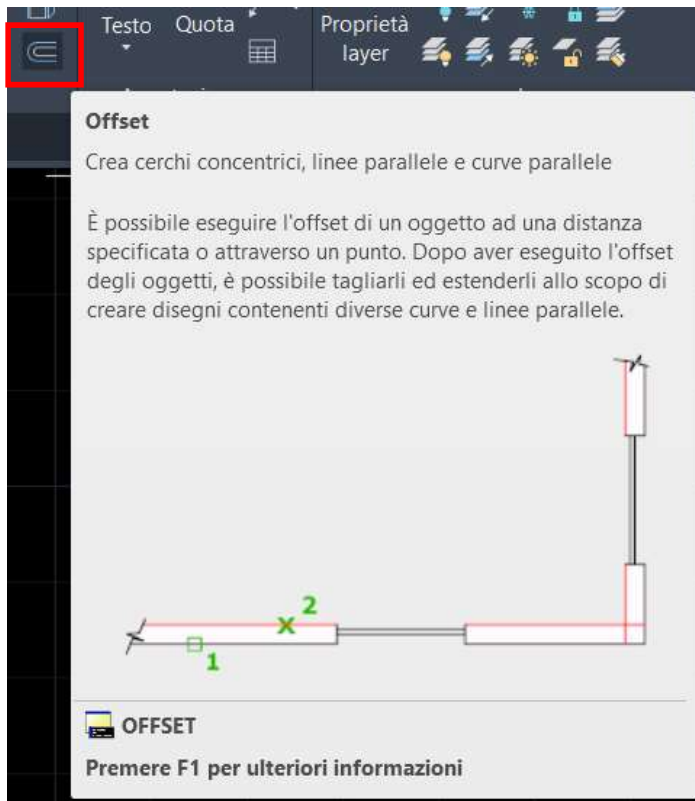 Testo Quota Proprietà
layer
Offset
Crea cerchi concentrici, linee parallele e curve parallele
È possibile eseguire l'offset di un oggetto ad una distanza
specificata o attraverso un punto. Dopo aver eseguito l'offset
degli oggetti, è possibile tagliarli ed estenderli allo scopo di
creare disegni contenenti diverse curve e linee parallele.
2
1
OFFSET
Premere F1 per ulteriori informazioni